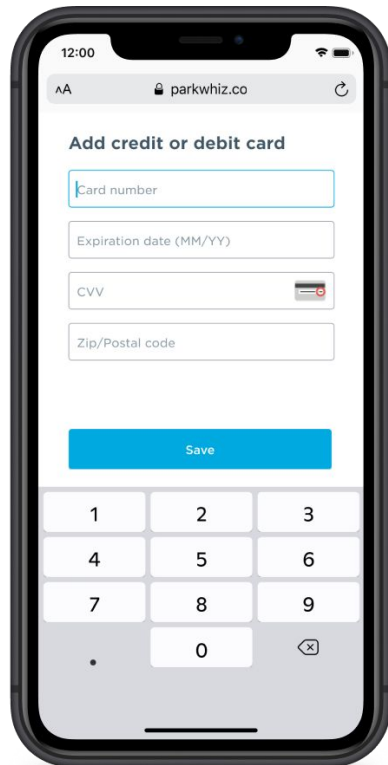 12:00
AA
parkwhiz.co
Add credit or debit card
Card number
Expiration date (MM/YY)
CVV
Zip/Postal code
Save
1 2 3
4 5 6
7 8 9
. 0